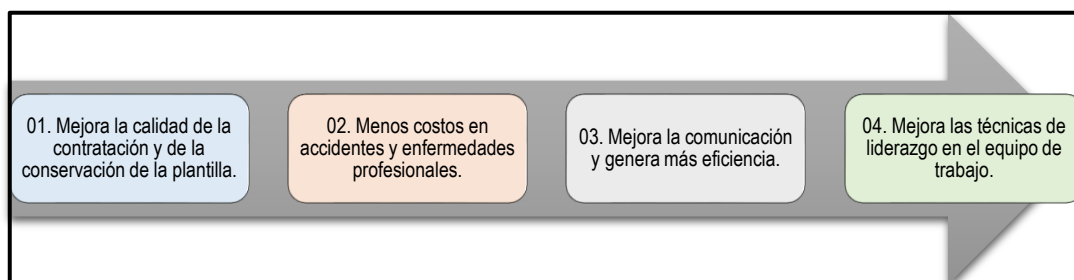 01. Mejora la calidad de la
contratación y de la
conservación de la plantilla.
02. Menos costos en
accidentes y enfermedades
profesionales.
03. Mejora la comunicación
y genera más eficiencia.
04. Mejora las técnicas de
liderazgo en el equipo de
trabajo.